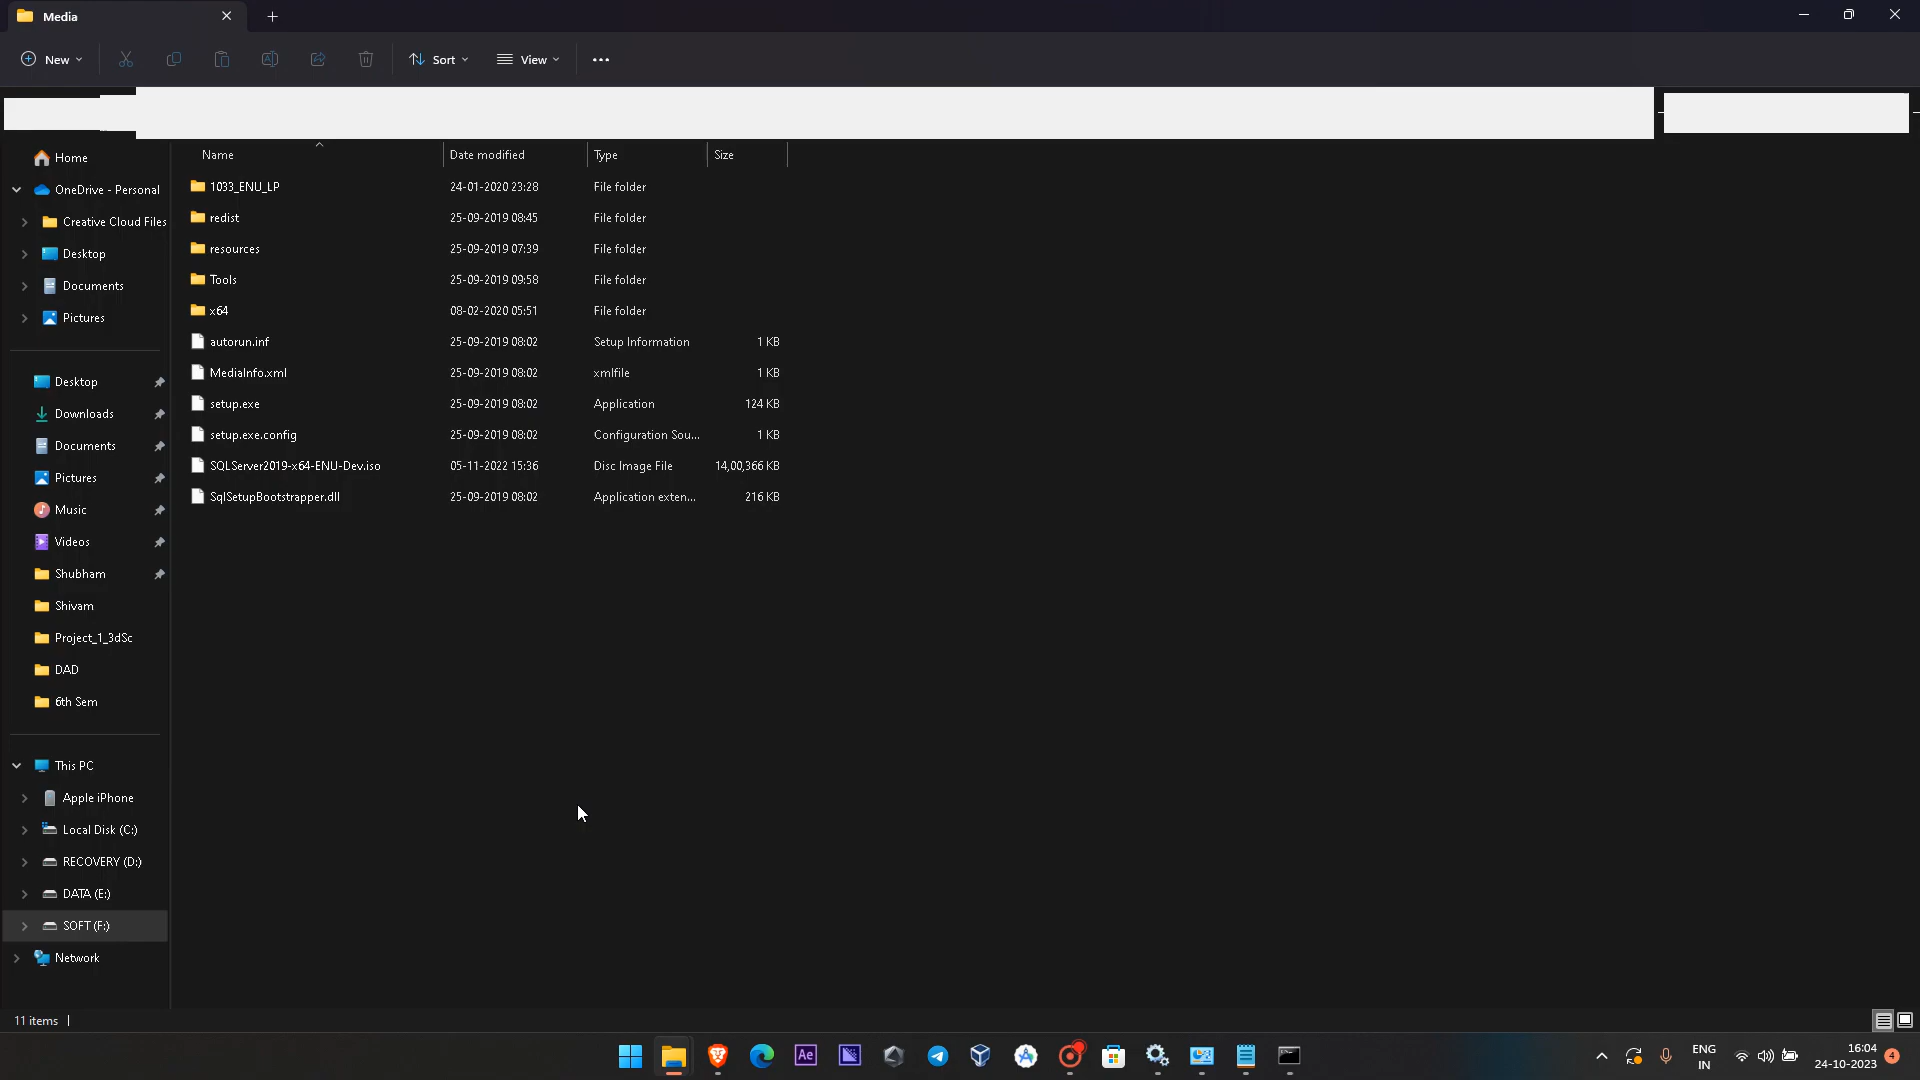 Media
New
Sort
View
Name Date modified Type Size
Home
OneDrive - Personal
Creative Cloud Files
Desktop
Documents
Pictures
Desktop
Downloads
Documents
Pictures
Music
Videos
Shubham
Shivam
Project_1_3dSc
DAD
6th Sem
This PC
Apple iPhone
Local Disk (C:)
RECOVERY (D:)
DATA (E:)
SOFT (F:)
Network
1033_ENU_LP 24-01-2020 23:28 File folder
redist 25-09-2019 08:45 File folder
resources 25-09-2019 07:39 File folder
Tools 25-09-2019 09:58 File folder
x64 08-02-2020 05:51 File folder
autorun.inf 25-09-2019 08:02 Setup Information 1 KB
MediaInfo.xml 25-09-2019 08:02 xmlfile 1 KB
setup.exe 25-09-2019 08:02 Application 124 KB
setup.exe.config 25-09-2019 08:02 Configuration Sou... 1 KB
SQLServer2019-x64-ENU-Dev.iso 05-11-2022 15:36 Disc Image File 14,00,366 KB
SqlSetupBootstrapper.dll 25-09-2019 08:02 Application exten... 216 KB
11 items
Ae
ENG
IN
16:04
24-10-2023
4